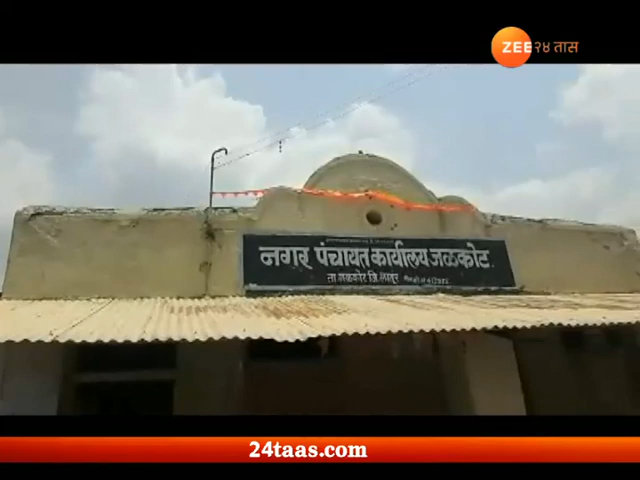 ZEE २४ तास
नगर पंचायत कार्यालय जळकोट
ता.जळकोट जि.लातूर
24taas.com